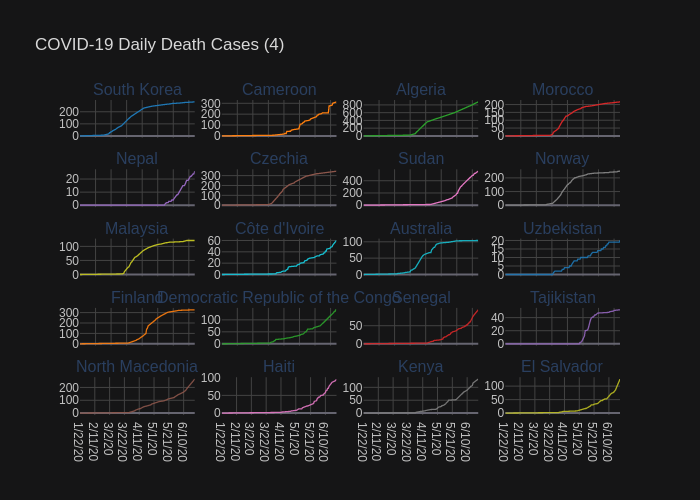 COVID-19 Daily Death Cases (4)
South Korea Cameroon Algeria Morocco
200 300 800 200
100 200 600 150
0 100 400 100
0 200 50
0 0
Nepal Czechia Sudan Norway
20 300 400 200
10 200 200 100
0 100 0 0
0
Malaysia Côte d'Ivoire Australia Uzbekistan
100 60 100 20
50 40 50 15
0 20 0 10
0 5
0
Finland Democratic Republic of the Congo Senegal Tajikistan
300 100 50 40
200 50 0 20
100 0 0
0
North Macedonia Haiti Kenya El Salvador
200 100 100 100
100 50 50 50
0 0 0 0
1/22/20 2/11/20 3/2/20 3/22/20 4/11/20 5/1/20 5/21/20 6/10/20
1/22/20 2/11/20 3/2/20 3/22/20 4/11/20 5/1/20 5/21/20 6/10/20
1/22/20 2/11/20 3/2/20 3/22/20 4/11/20 5/1/20 5/21/20 6/10/20
1/22/20 2/11/20 3/2/20 3/22/20 4/11/20 5/1/20 5/21/20 6/10/20